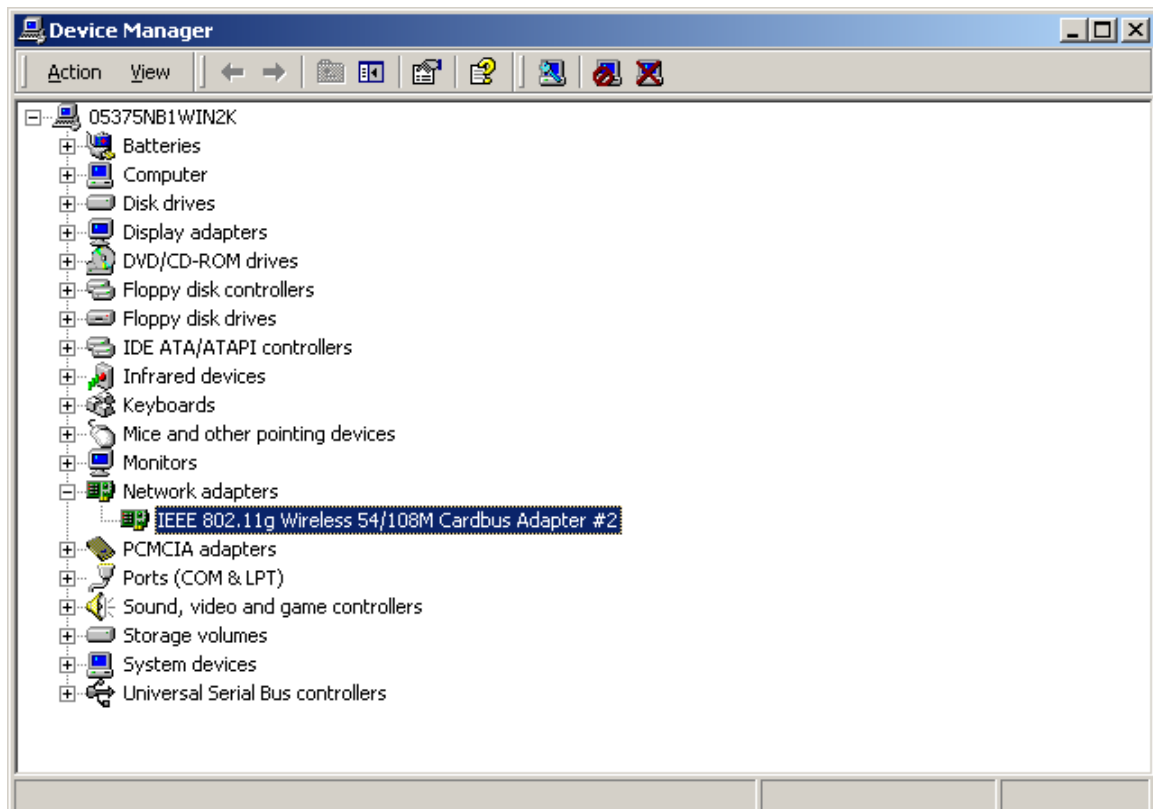 Device Manager
Action View
05375NB1WIN2K
Batteries
Computer
Disk drives
Display adapters
DVD/CD-ROM drives
Floppy disk controllers
Floppy disk drives
IDE ATA/ATAPI controllers
Infrared devices
Keyboards
Mice and other pointing devices
Monitors
Network adapters
IEEE 802.11g Wireless 54/108M Cardbus Adapter #2
PCMCIA adapters
Ports (COM & LPT)
Sound, video and game controllers
Storage volumes
System devices
Universal Serial Bus controllers